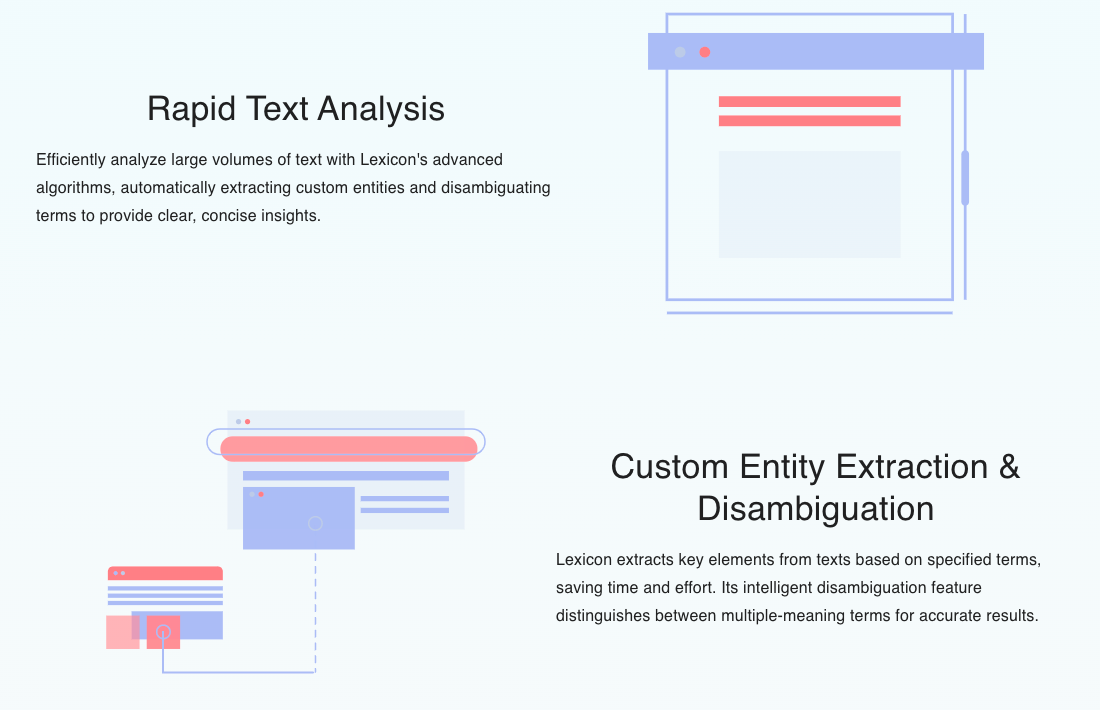 Rapid Text Analysis
Efficiently analyze large volumes of text with Lexicon's advanced
algorithms, automatically extracting custom entities and disambiguating
terms to provide clear, concise insights.
Custom Entity Extraction &
Disambiguation
Lexicon extracts key elements from texts based on specified terms,
saving time and effort. Its intelligent disambiguation feature
distinguishes between multiple-meaning terms for accurate results.